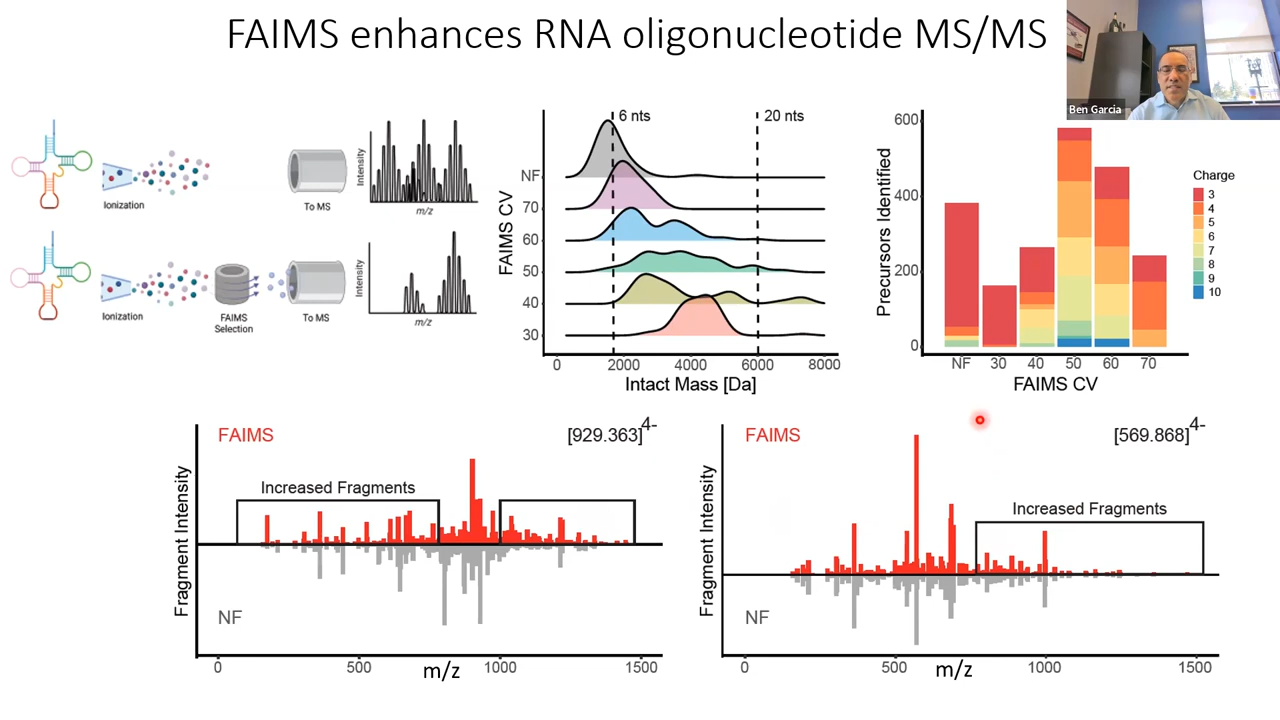 FAIMS enhances RNA oligonucleotide MS/MS
Ben Garcia
Ionization
To MS
Intensity
m/z
Ionization
FAIMS
Selection
To MS
Intensity
m/z
FAIMS CV
NF
70
60
50
40
30
6 nts
20 nts
0
2000
4000
6000
8000
Intact Mass [Da]
Precursors Identified
600
400
200
0
NF
30
40
50
60
70
FAIMS CV
Charge
3
4
5
6
7
8
9
10
Fragment Intensity
FAIMS
[929.363]4-
Increased Fragments
NF
0
500
1000
1500
m/z
Fragment Intensity
FAIMS
[569.868]4-
Increased Fragments
NF
0
500
1000
1500
m/z